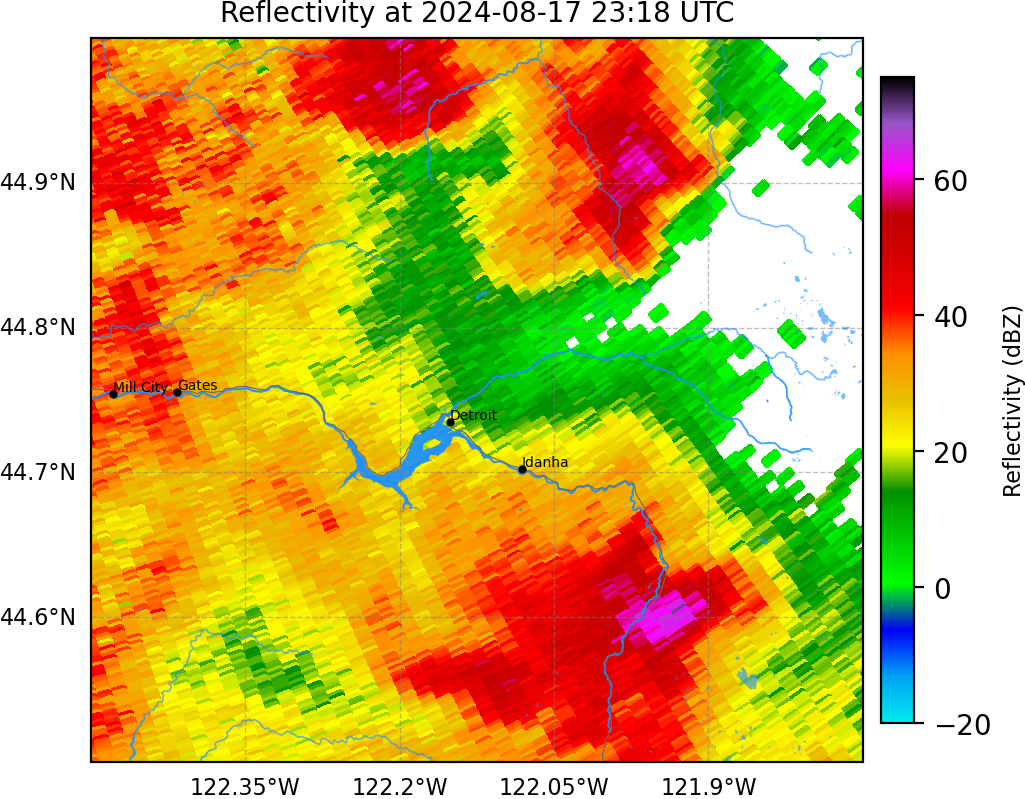 Reflectivity at 2024-08-17 23:18 UTC
44.9°N
44.8°N
44.7°N
44.6°N
Mill City
Gates
Detroit
Idanha
122.35°W
122.2°W
122.05°W
121.9°W
60
40
20
0
−20
Reflectivity (dBZ)